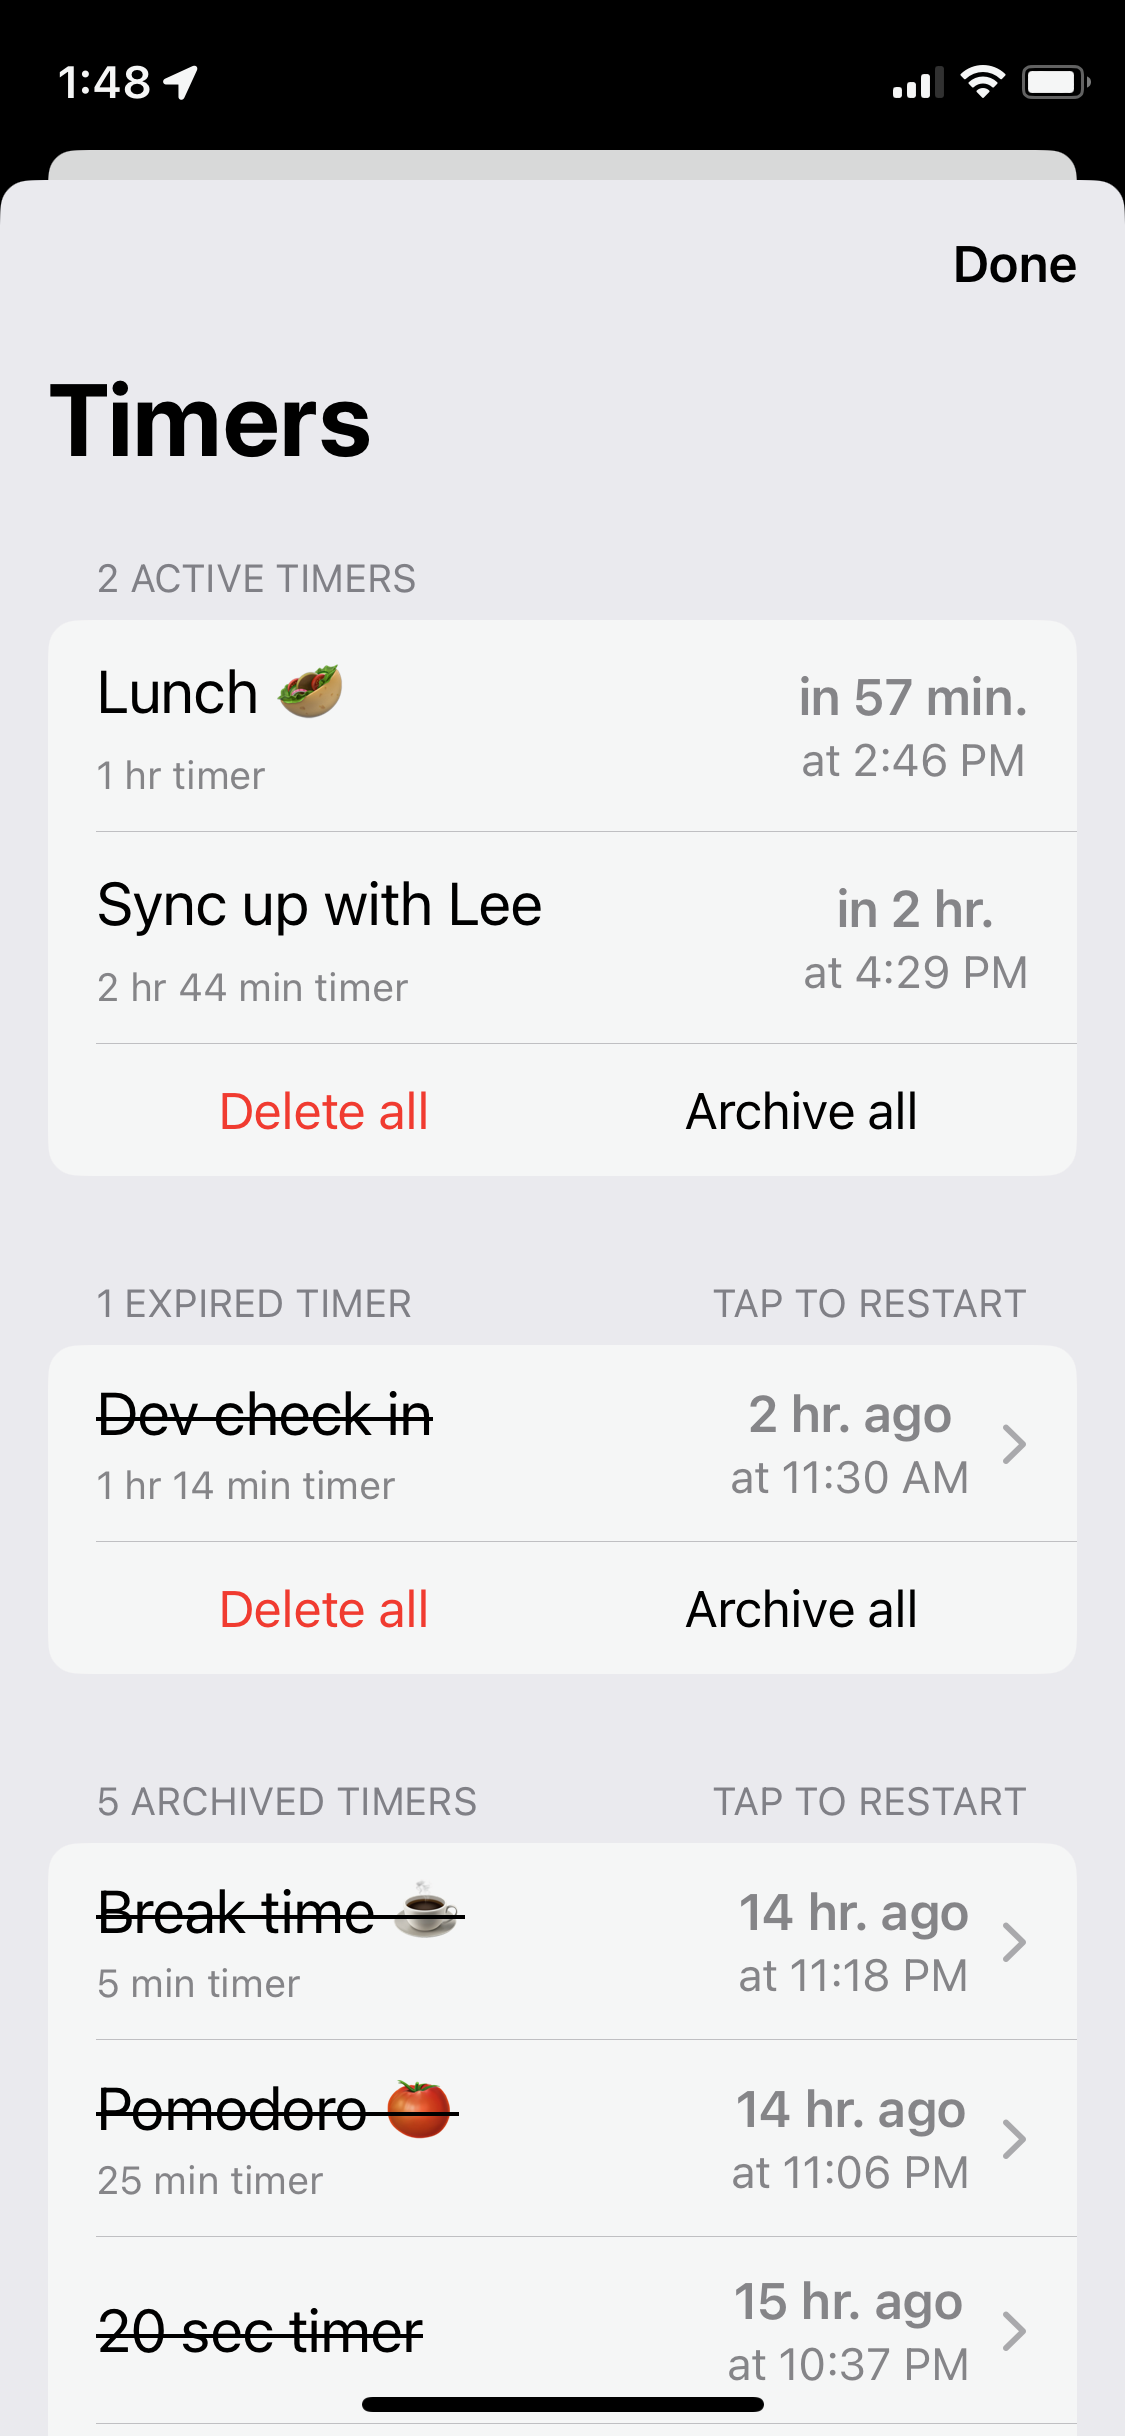 1:48
Done
Timers
2 ACTIVE TIMERS
Lunch 🥙
in 57 min.
1 hr timer
at 2:46 PM
Sync up with Lee
in 2 hr.
2 hr 44 min timer
at 4:29 PM
Delete all Archive all
1 EXPIRED TIMER TAP TO RESTART
Dev check in
2 hr. ago
1 hr 14 min timer
at 11:30 AM
Delete all Archive all
5 ARCHIVED TIMERS TAP TO RESTART
Break time ☕
14 hr. ago
5 min timer
at 11:18 PM
Pomodoro 🍅
14 hr. ago
25 min timer
at 11:06 PM
20 sec timer
15 hr. ago
at 10:37 PM